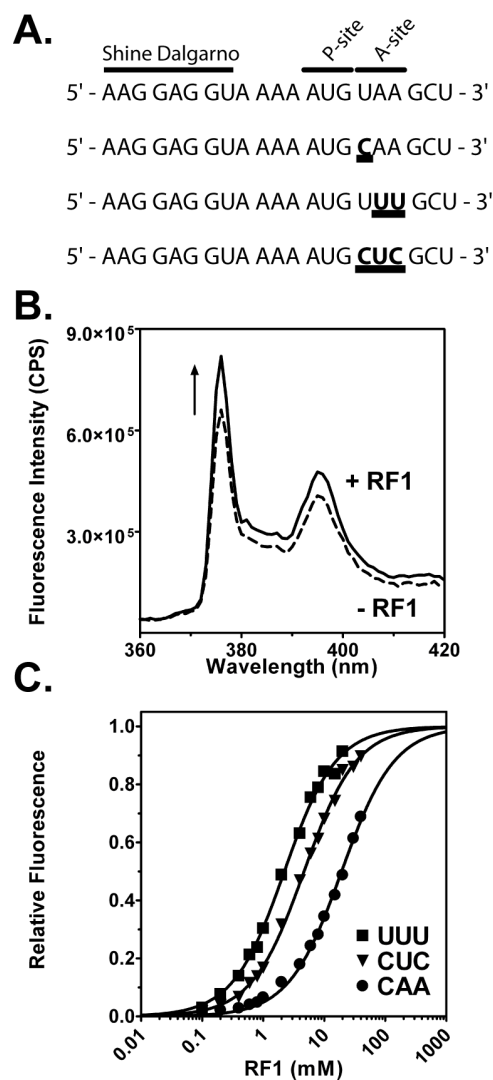 A.
Shine Dalgarno P-site A-site
5' - AAG GAG GUA AAA AUG UAA GCU - 3'
5' - AAG GAG GUA AAA AUG CAA GCU - 3'
5' - AAG GAG GUA AAA AUG UUU GCU - 3'
5' - AAG GAG GUA AAA AUG CUC GCU - 3'
B.
Fluorescence Intensity (CPS)
9.0×10⁵
6.0×10⁵
3.0×10⁵
+ RF1
- RF1
360 380 400 420
Wavelength (nm)
C.
Relative Fluorescence
1.0
0.8
0.6
0.4
0.2
0.0
UUU
CUC
CAA
0.01 0.1 1 10 100 1000
RF1 (mM)